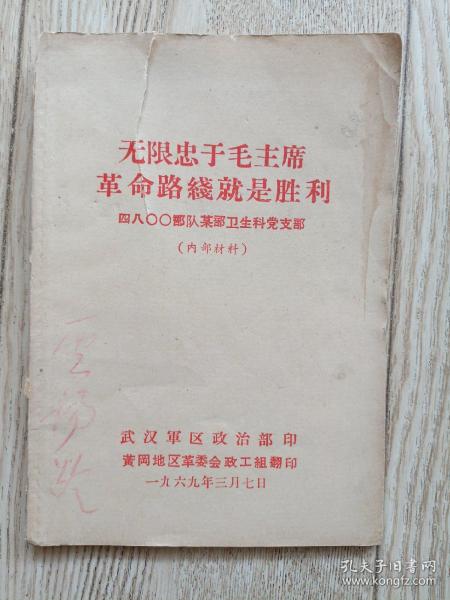 无限忠于毛主席
革命路綫就是胜利
四八〇〇部队某部卫生科党支部
(内部材料)
武汉軍区政治部印
黄冈地区革委会政工組翻印
一九六九年三月七日
孔夫子旧书网
www.kongfz.com